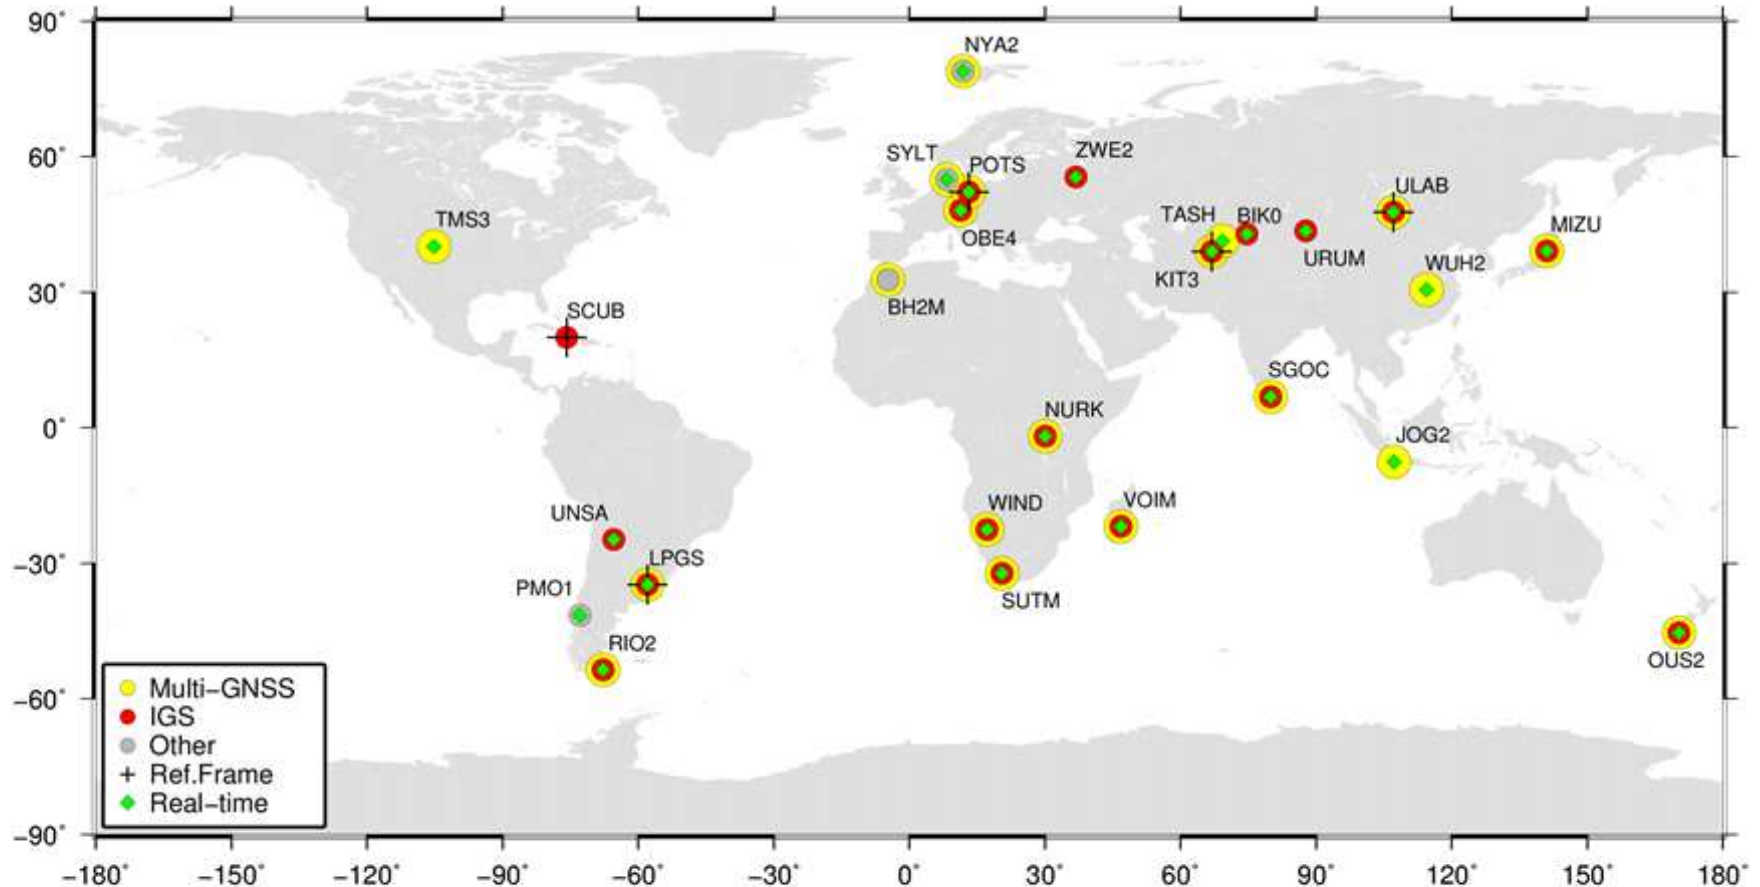 90°
NYA2
60°
SYLT
POTS
ZWE2
ULAB
TMS3
TASH
BIK0
MIZU
OBE4
URUM
WUH2
KIT3
30°
BH2M
SCUB
SGOC
NURK
0°
JOG2
WIND
VOIM
UNSA
-30°
LPGS
PMO1
SUTM
RIO2
OUS2
Multi-GNSS
-60°
IGS
Other
Ref.Frame
Real-time
-90°
-180° -150° -120° -90° -60° -30° 0° 30° 60° 90° 120° 150° 180°